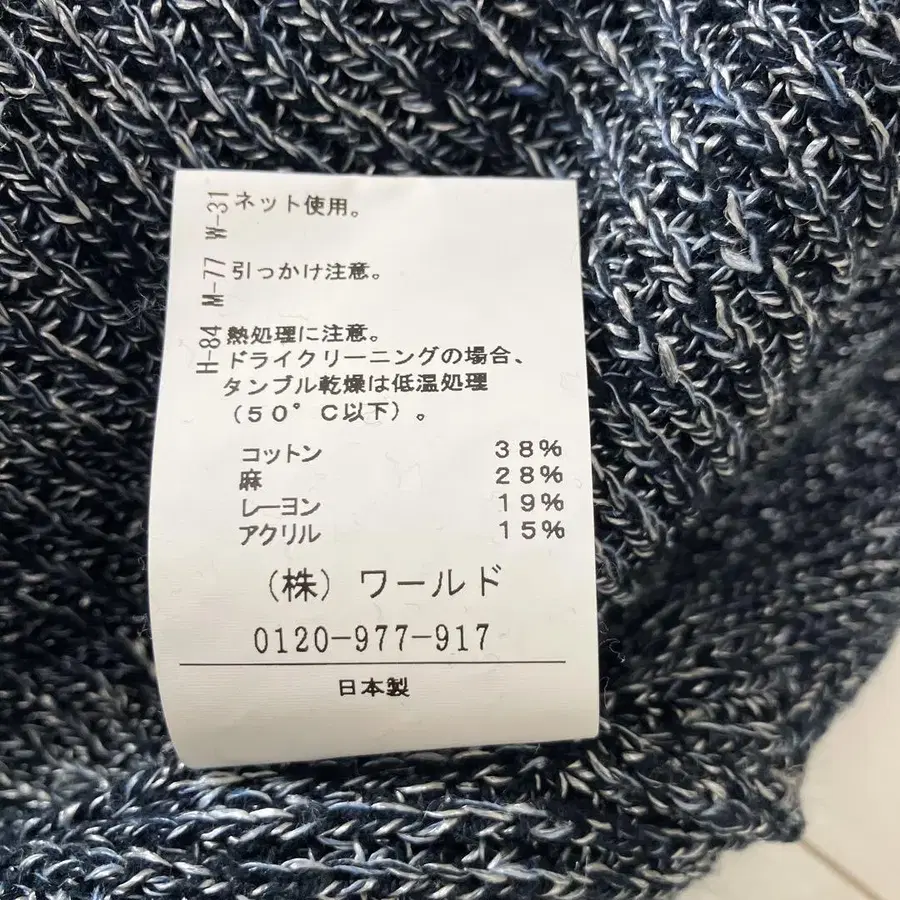 W-31
ネット使用。
M-77
引っかけ注意。
H-84
熱処理に注意。
ドライクリーニングの場合、
タンブル乾燥は低温処理
(50°C以下)。
コットン 38%
麻 28%
レーヨン 19%
アクリル 15%
(株)ワールド
0120-977-917
日本製